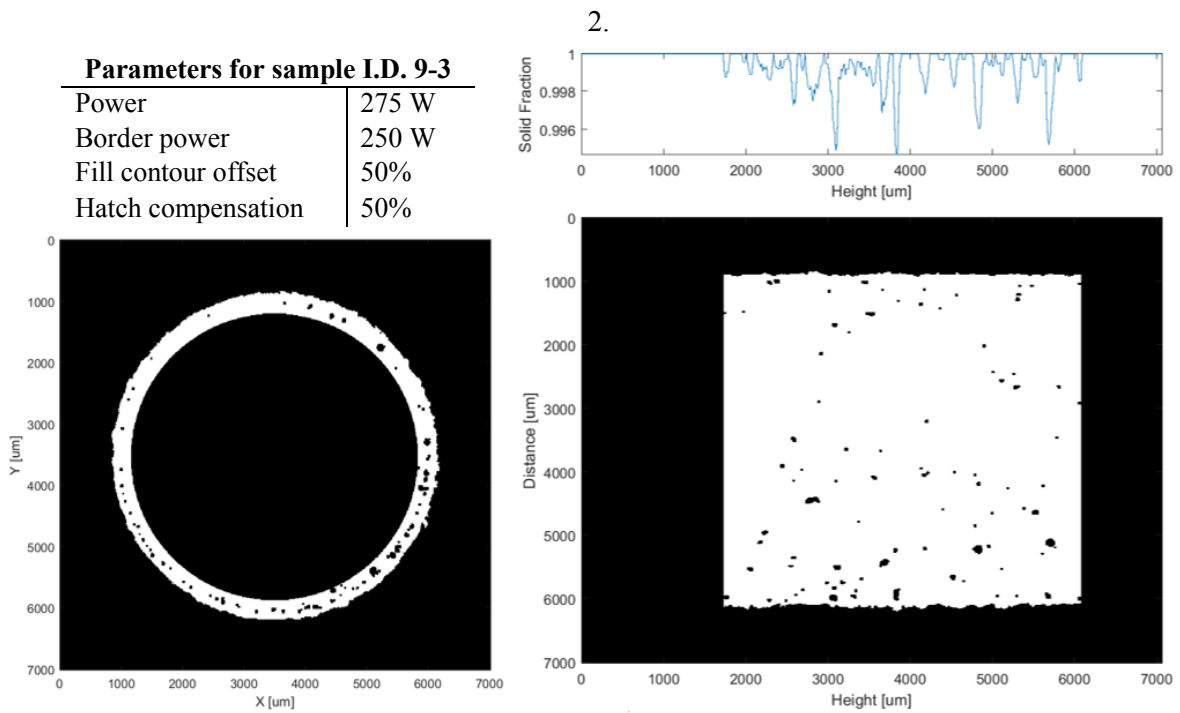 2.
Parameters for sample I.D. 9-3
Power 275 W
Border power 250 W
Fill contour offset 50%
Hatch compensation 50%
1
0.998
0.996
Solid Fraction
0 1000 2000 3000 4000 5000 6000 7000
Height [um]
0
1000
2000
3000
4000
5000
6000
7000
Y [um]
0 1000 2000 3000 4000 5000 6000 7000
X [um]
0
1000
2000
3000
4000
5000
6000
7000
Distance [um]
0 1000 2000 3000 4000 5000 6000 7000
Height [um]